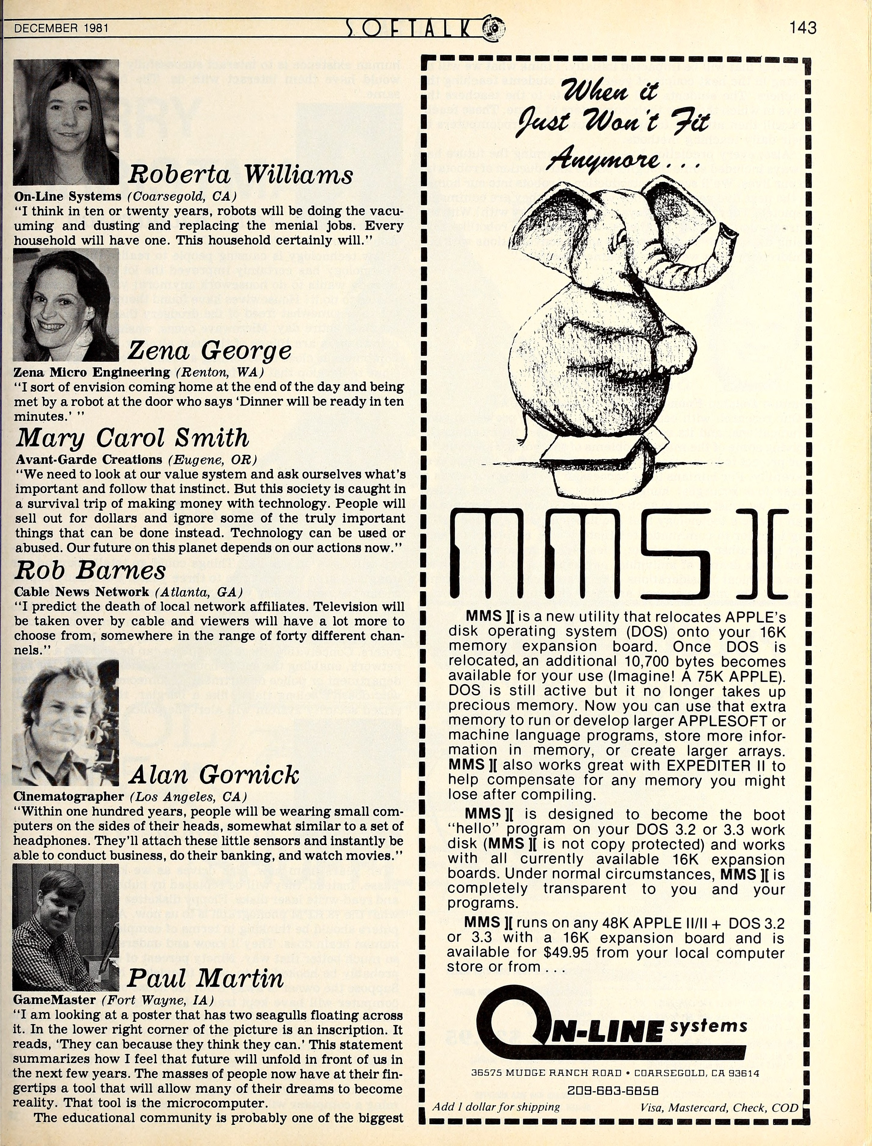 DECEMBER 1981
SOFTALK
143
Roberta Williams
On-Line Systems (Coarsegold, CA)
“I think in ten or twenty years, robots will be doing the vacu-
uming and dusting and replacing the menial jobs. Every
household will have one. This household certainly will.”
Zena George
Zena Micro Engineering (Renton, WA)
“I sort of envision coming home at the end of the day and being
met by a robot at the door who says ‘Dinner will be ready in ten
minutes.’ ”
Mary Carol Smith
Avant-Garde Creations (Eugene, OR)
“We need to look at our value system and ask ourselves what’s
important and follow that instinct. But this society is caught in
a survival trip of making money with technology. People will
sell out for dollars and ignore some of the truly important
things that can be done instead. Technology can be used or
abused. Our future on this planet depends on our actions now.”
Rob Barnes
Cable News Network (Atlanta, GA)
“I predict the death of local network affiliates. Television will
be taken over by cable and viewers will have a lot more to
choose from, somewhere in the range of forty different chan-
nels.”
Alan Gornick
Cinematographer (Los Angeles, CA)
“Within one hundred years, people will be wearing small com-
puters on the sides of their heads, somewhat similar to a set of
headphones. They’ll attach these little sensors and instantly be
able to conduct business, do their banking, and watch movies.”
Paul Martin
GameMaster (Fort Wayne, IA)
“I am looking at a poster that has two seagulls floating across
it. In the lower right corner of the picture is an inscription. It
reads, ‘They can because they think they can.’ This statement
summarizes how I feel that future will unfold in front of us in
the next few years. The masses of people now have at their fin-
gertips a tool that will allow many of their dreams to become
reality. That tool is the microcomputer.
The educational community is probably one of the biggest
When it
Just Won’t Fit
Anymore...
MMS ][
MMS ][ is a new utility that relocates APPLE’s
disk operating system (DOS) onto your 16K
memory expansion board. Once DOS is
relocated, an additional 10,700 bytes becomes
available for your use (Imagine! A 75K APPLE).
DOS is still active but it no longer takes up
precious memory. Now you can use that extra
memory to run or develop larger APPLESOFT or
machine language programs, store more infor-
mation in memory, or create larger arrays.
MMS ][ also works great with EXPEDITER II to
help compensate for any memory you might
lose after compiling.
MMS ][ is designed to become the boot
“hello” program on your DOS 3.2 or 3.3 work
disk (MMS ][ is not copy protected) and works
with all currently available 16K expansion
boards. Under normal circumstances, MMS ][ is
completely transparent to you and your
programs.
MMS ][ runs on any 48K APPLE II/II + DOS 3.2
or 3.3 with a 16K expansion board and is
available for $49.95 from your local computer
store or from ...
ON-LINE systems
36575 MUDGE RANCH ROAD • COARSEGOLD, CA 93614
209-683-6858
Add 1 dollar for shipping
Visa, Mastercard, Check, COD